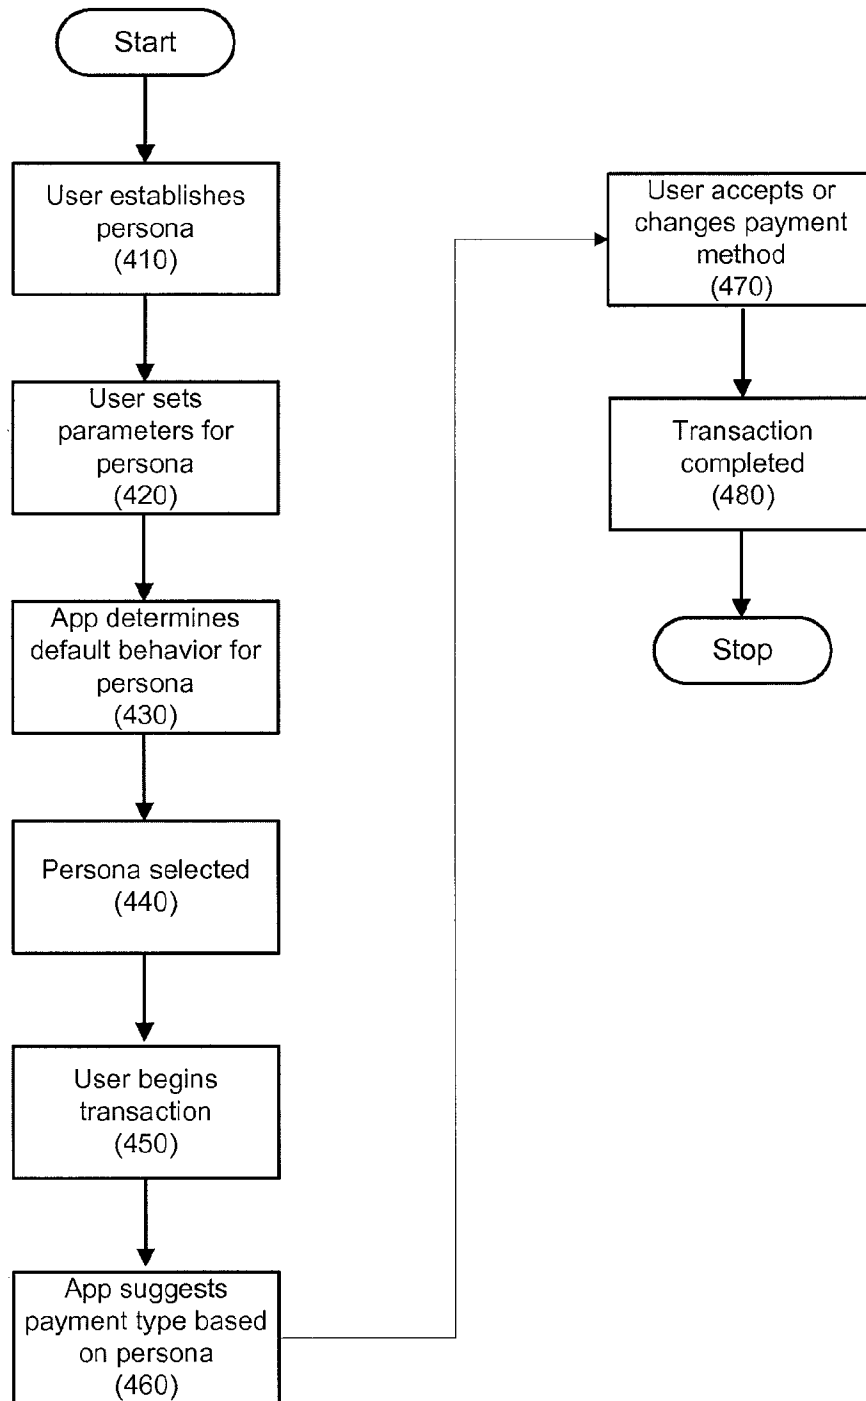 Start
User establishes
persona
(410)
User sets
parameters for
persona
(420)
App determines
default behavior for
persona
(430)
Persona selected
(440)
User begins
transaction
(450)
App suggests
payment type based
on persona
(460)
User accepts or
changes payment
method
(470)
Transaction
completed
(480)
Stop